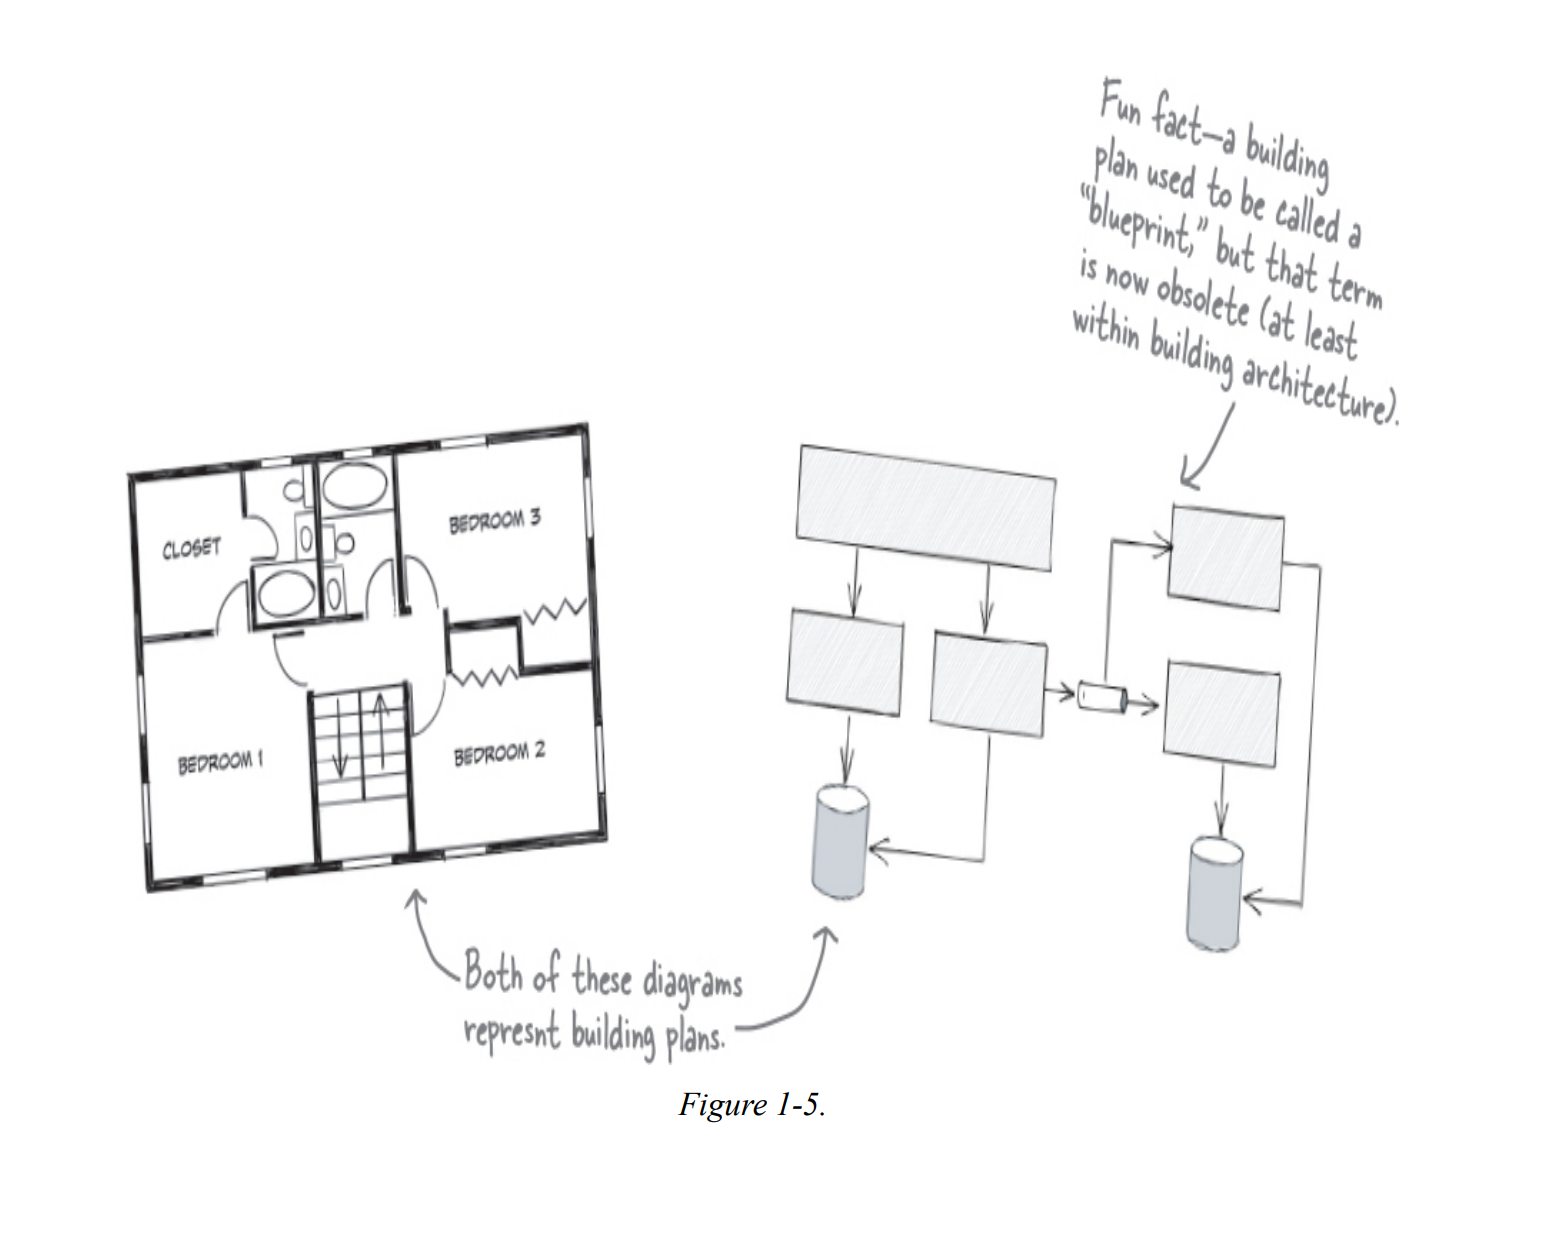 Fun fact—a building
plan used to be called a
“blueprint,” but that term
is now obsolete (at least
within building architecture).
CLOSET
BEDROOM 3
BEDROOM 1
BEDROOM 2
Both of these diagrams
represnt building plans.
Figure 1-5.